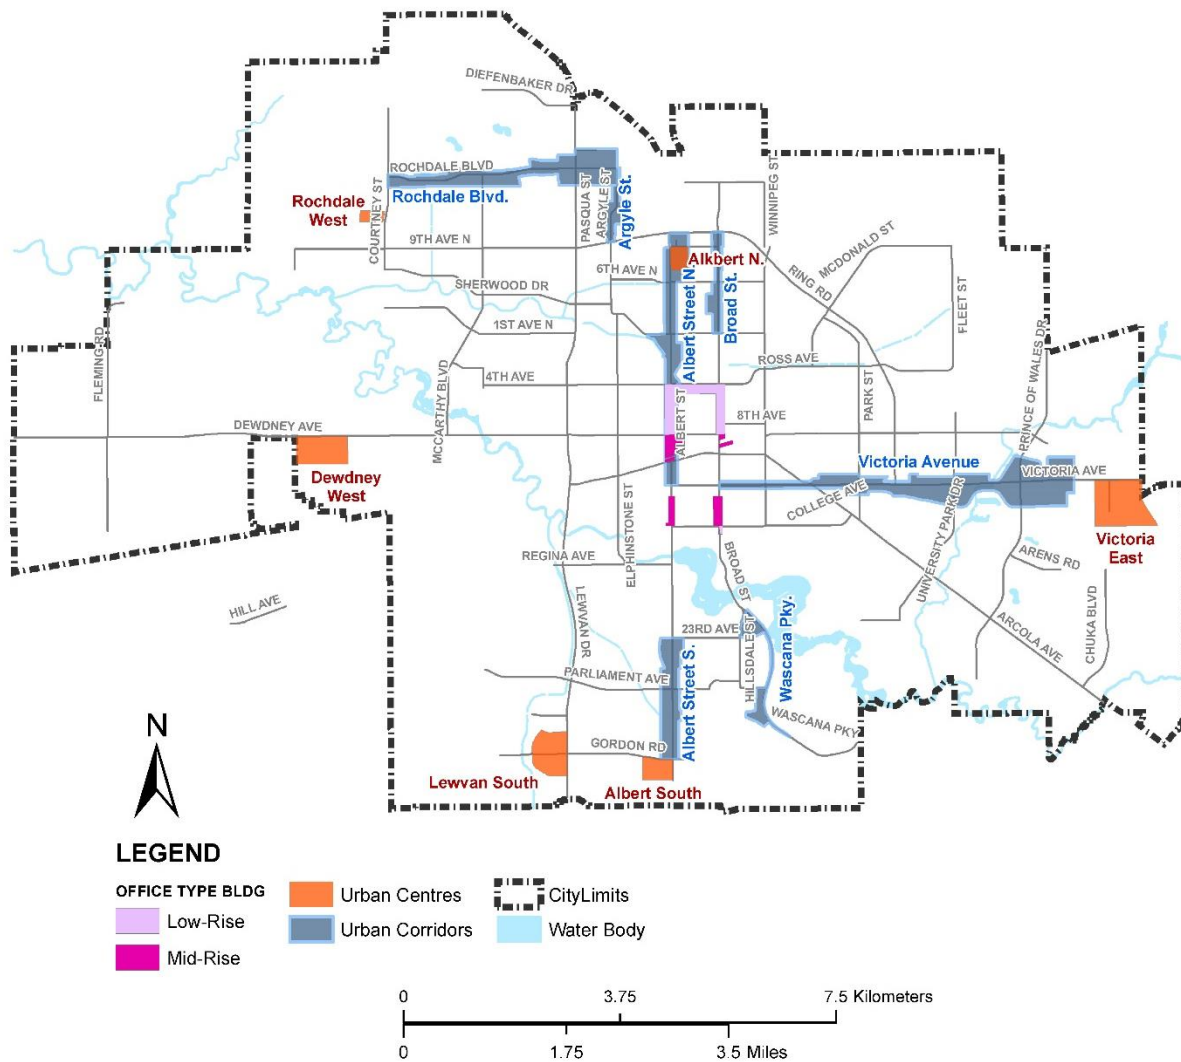 DIEFENBAKER DR
ROCHDALE BLVD
Rochdale Blvd.
Rochdale
West
COURTNEY ST
PASQUA ST
ARGYLE ST
Argyle St.
WINNIPEG ST
9TH AVE N
6TH AVE N
Alkbert N.
MCDONALD ST
RING RD
SHERWOOD DR
1ST AVE N
Albert Street N.
Broad St.
FLEET ST
FLEMING RD
MCCARTHY BLVD
4TH AVE
ROSS AVE
PRINCE OF WALES DR
PARK ST
ALBERT ST
8TH AVE
DEWDNEY AVE
Dewdney
West
Victoria Avenue
VICTORIA AVE
COLLEGE AVE
UNIVERSITY PARK DR
Victoria
East
ELPHINSTONE ST
REGINA AVE
BROAD ST
ARENS RD
HILL AVE
LEWVAN DR
23RD AVE
HILLSDALE ST
Wascana Pky.
ARCOLA AVE
CHUKA BLVD
PARLIAMENT AVE
Albert Street S.
WASCANA PKY
GORDON RD
Lewvan South
Albert South
N
LEGEND
OFFICE TYPE BLDG
Low-Rise
Mid-Rise
Urban Centres
Urban Corridors
CityLimits
Water Body
0 3.75 7.5 Kilometers
0 1.75 3.5 Miles